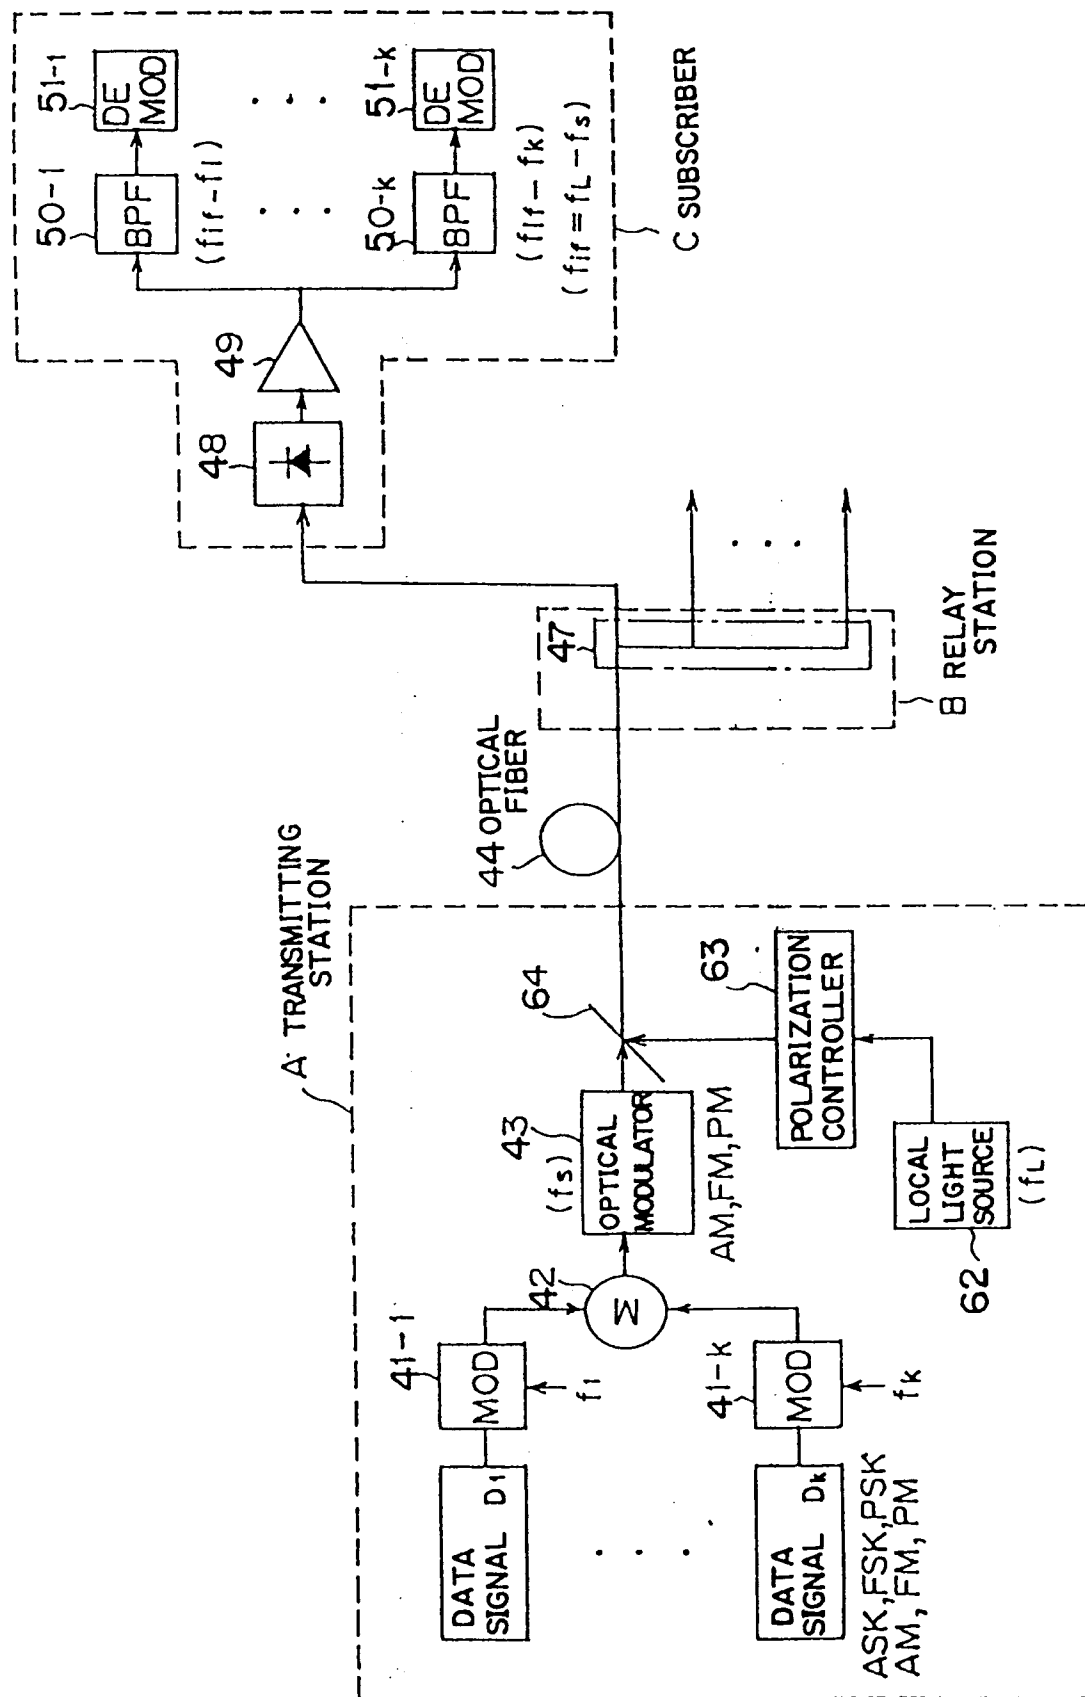 A TRANSMITTING
STATION
DATA
SIGNAL D1
41-1
MOD
f1
DATA
SIGNAL Dk
41-k
MOD
fk
ASK,FSK,PSK
AM, FM, PM
42
Σ
43
(fs)
OPTICAL
MODULATOR
AM,FM,PM
64
63
POLARIZATION
CONTROLLER
62
LOCAL
LIGHT
SOURCE
(fL)
44 OPTICAL
FIBER
47
B RELAY
STATION
48
49
50-1
BPF
(fif-f1)
51-1
DE
MOD
50-k
BPF
(fif-fk)
(fif=fL-fs)
51-k
DE
MOD
C SUBSCRIBER